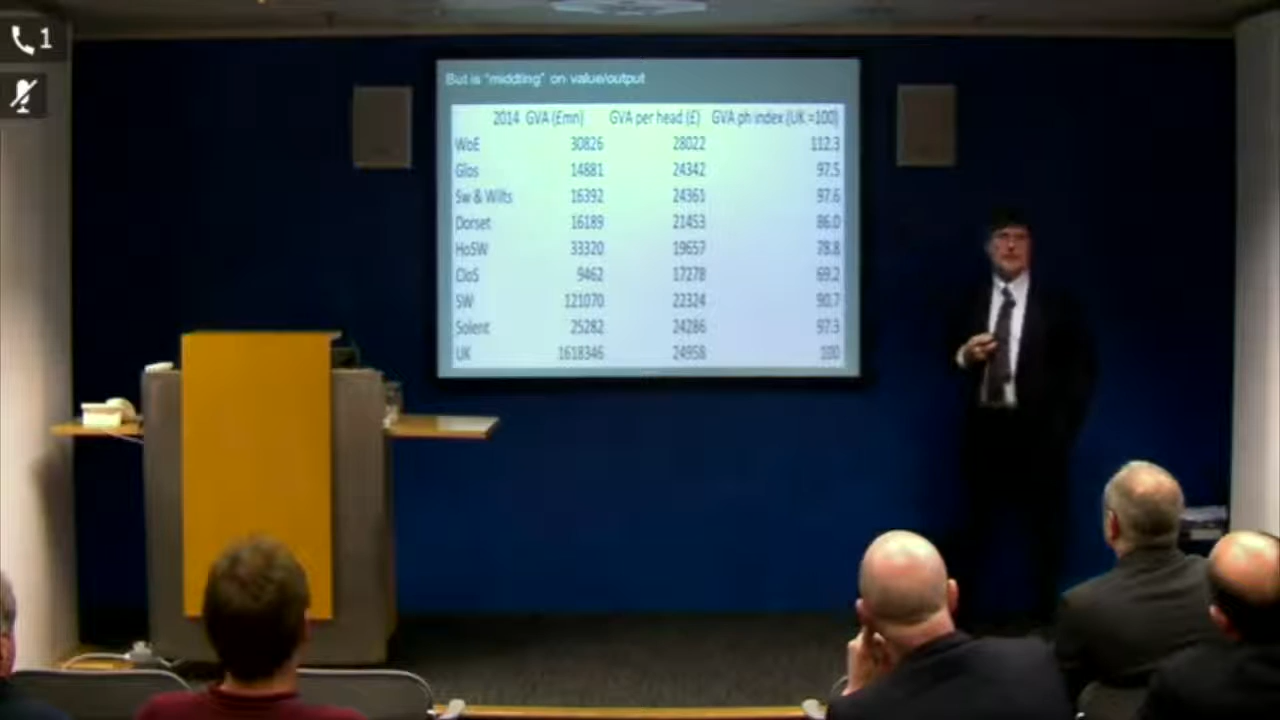 1
But is "middling" on value/output
2014 GVA (£mn) GVA per head (£) GVA ph index (UK =100)
WoE 30826 28022 112.3
Glos 14881 24342 97.5
Sw & Wilts 16392 24361 97.6
Dorset 16189 21453 86.0
HoSW 33320 19657 78.8
CIoS 9462 17278 69.2
SW 121070 22324 90.7
Solent 25282 24286 97.3
UK 1618346 24958 100